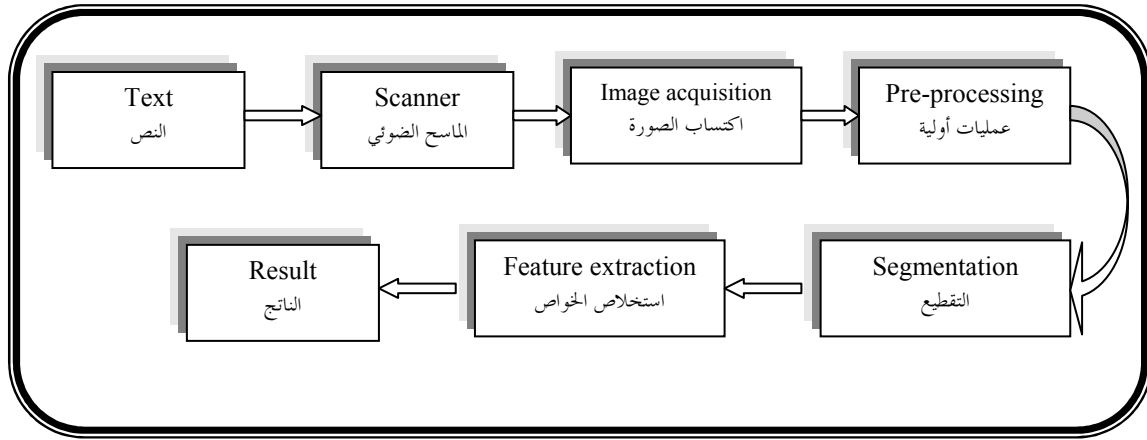 Text
النص
Scanner
الماسح الضوئي
Image acquisition
اكتساب الصورة
Pre-processing
عمليات أولية
Segmentation
التقطيع
Feature extraction
استخلاص الخواص
Result
الناتج